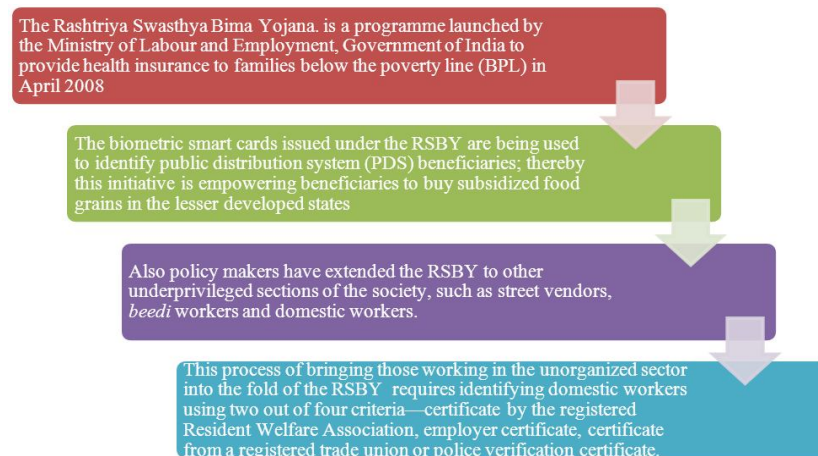 The Rashtriya Swasthya Bima Yojana. is a programme launched by
the Ministry of Labour and Employment, Government of India to
provide health insurance to families below the poverty line (BPL) in
April 2008
The biometric smart cards issued under the RSBY are being used
to identify public distribution system (PDS) beneficiaries; thereby
this initiative is empowering beneficiaries to buy subsidized food
grains in the lesser developed states
Also policy makers have extended the RSBY to other
underprivileged sections of the society, such as street vendors,
beedi workers and domestic workers.
This process of bringing those working in the unorganized sector
into the fold of the RSBY requires identifying domestic workers
using two out of four criteria—certificate by the registered
Resident Welfare Association, employer certificate, certificate
from a registered trade union or police verification certificate.